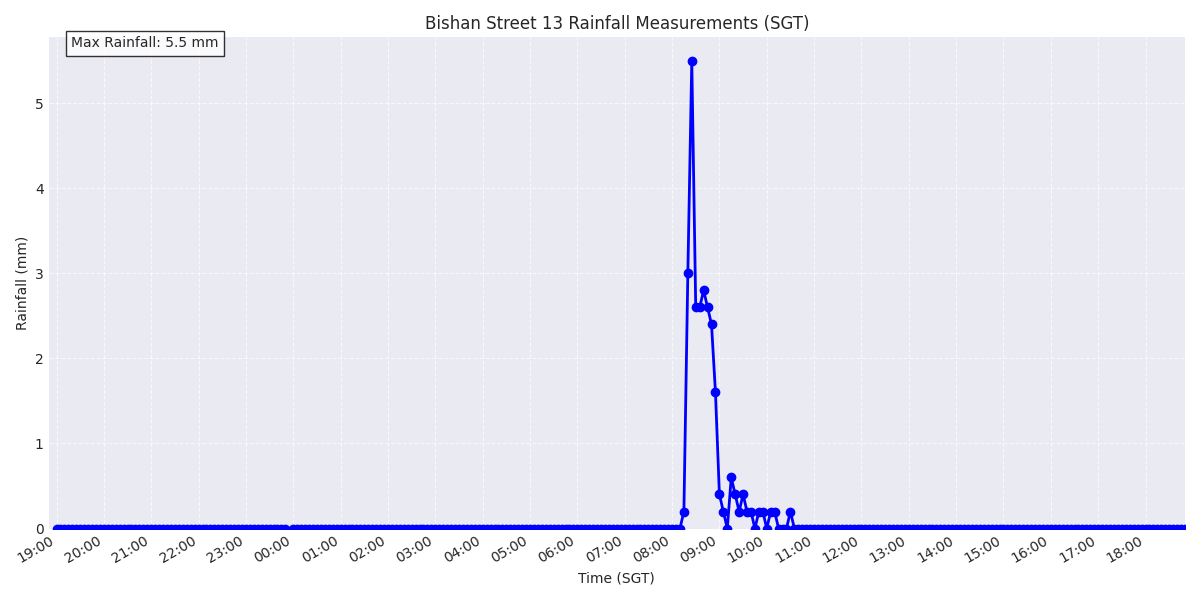 Bishan Street 13 Rainfall Measurements (SGT)
Max Rainfall: 5.5 mm
Rainfall (mm)
5
4
3
2
1
0
19:00 20:00 21:00 22:00 23:00 00:00 01:00 02:00 03:00 04:00 05:00 06:00 07:00 08:00 09:00 10:00 11:00 12:00 13:00 14:00 15:00 16:00 17:00 18:00
Time (SGT)